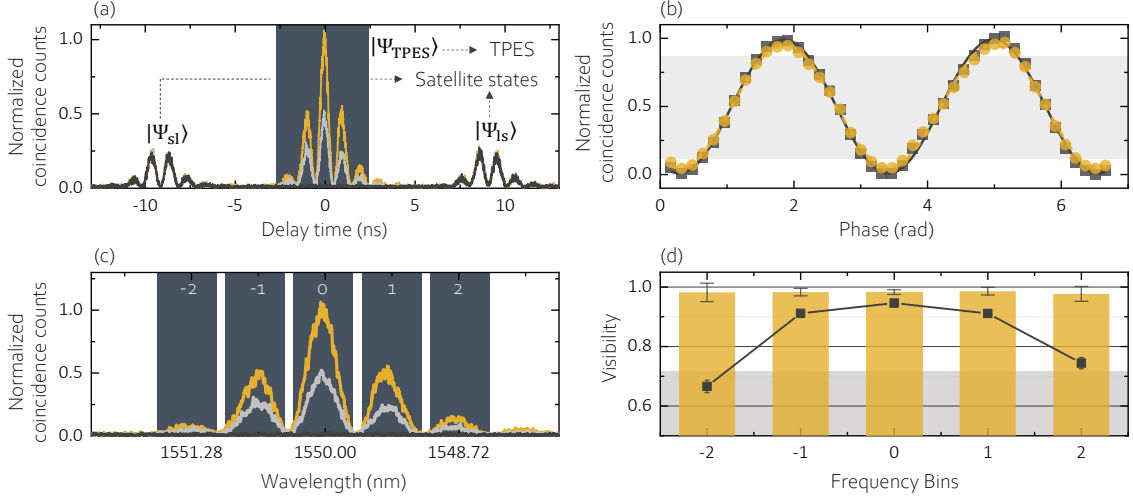 (a)
Normalized
coincidence counts
1.0
0.5
0.0
|Ψ_TPES⟩
TPES
Satellite states
|Ψ_sl⟩
|Ψ_ls⟩
-10
-5
0
5
10
Delay time (ns)
(b)
Normalized
coincidence counts
1.0
0.5
0.0
0
2
4
6
Phase (rad)
(c)
Normalized
coincidence counts
1.0
0.5
0.0
-2
-1
0
1
2
1551.28
1550.00
1548.72
Wavelength (nm)
(d)
Visibility
1.0
0.8
0.6
-2
-1
0
1
2
Frequency Bins